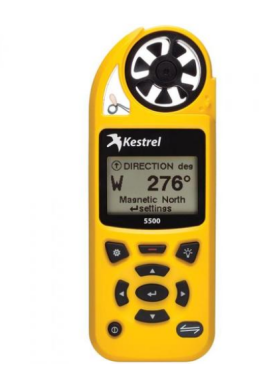 Kestrel
DIRECTION deg
W 276°
Magnetic North
settings
5500